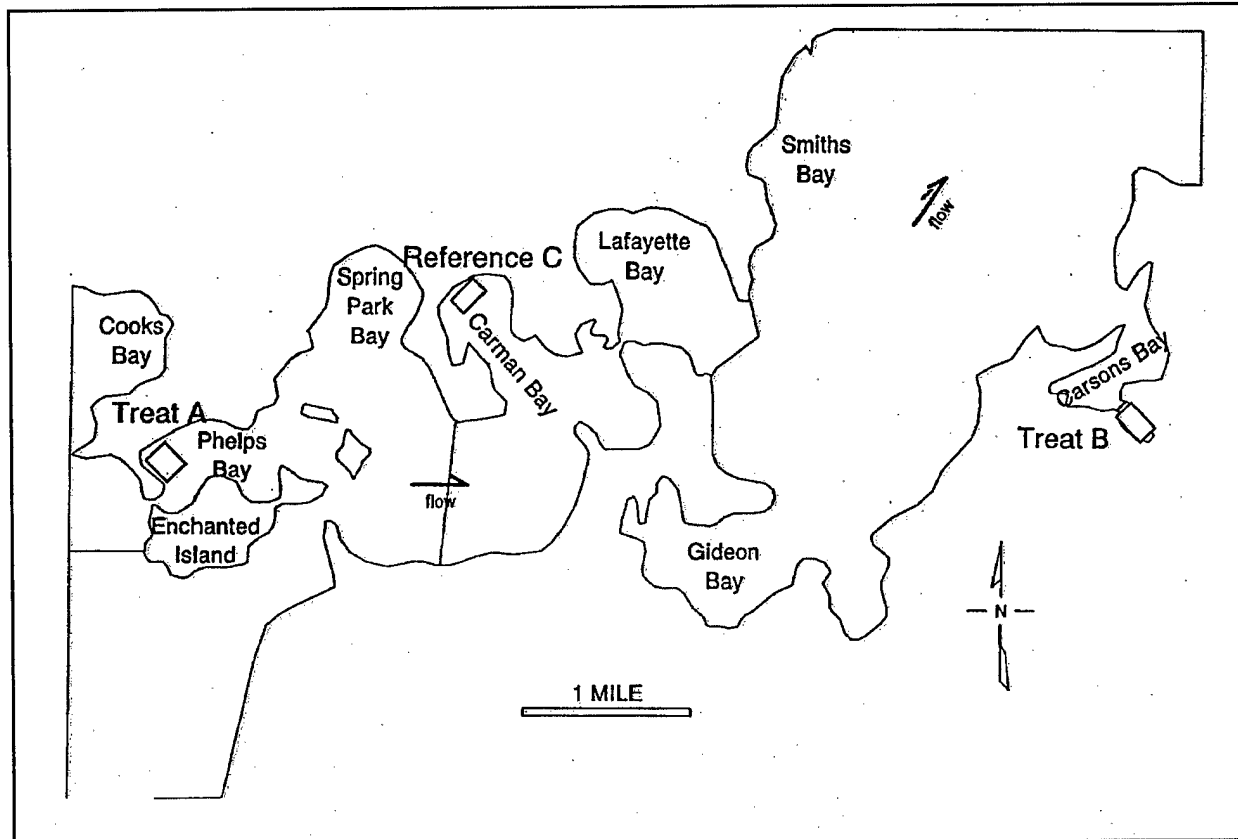 Smiths
Bay
flow
Lafayette
Bay
Reference C
Spring
Park
Bay
Carman Bay
Cooks
Bay
Carsons Bay
Treat A
Phelps
Bay
Treat B
flow
Enchanted
Island
Gideon
Bay
N
1 MILE